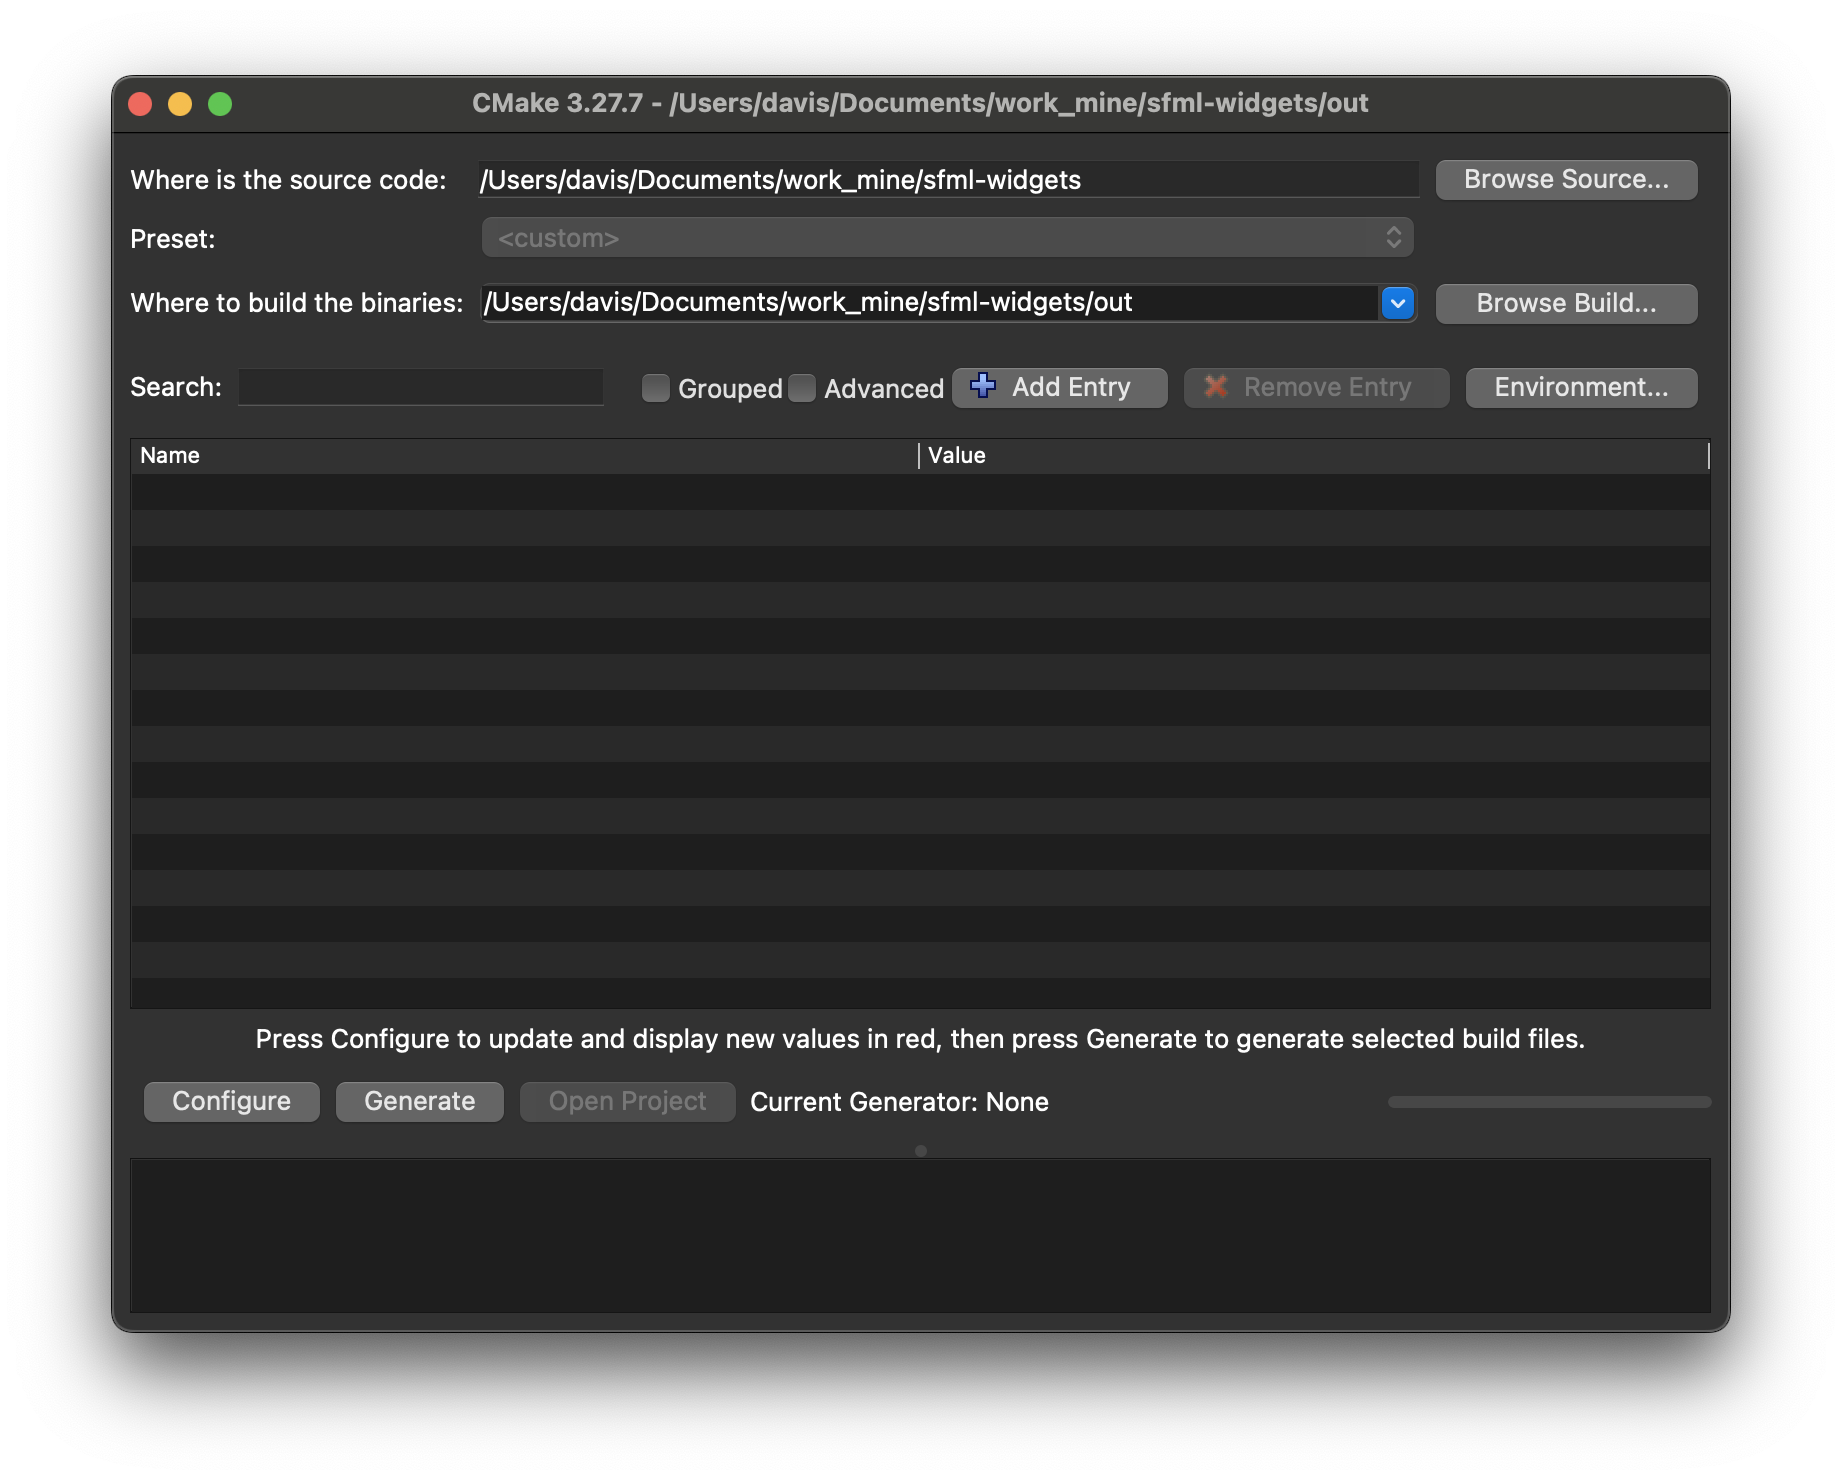 CMake 3.27.7 - /Users/davis/Documents/work_mine/sfml-widgets/out
Where is the source code: /Users/davis/Documents/work_mine/sfml-widgets Browse Source...
Preset: <custom>
Where to build the binaries: /Users/davis/Documents/work_mine/sfml-widgets/out Browse Build...
Search: Grouped Advanced Add Entry Remove Entry Environment...
Name Value
Press Configure to update and display new values in red, then press Generate to generate selected build files.
Configure Generate Open Project Current Generator: None